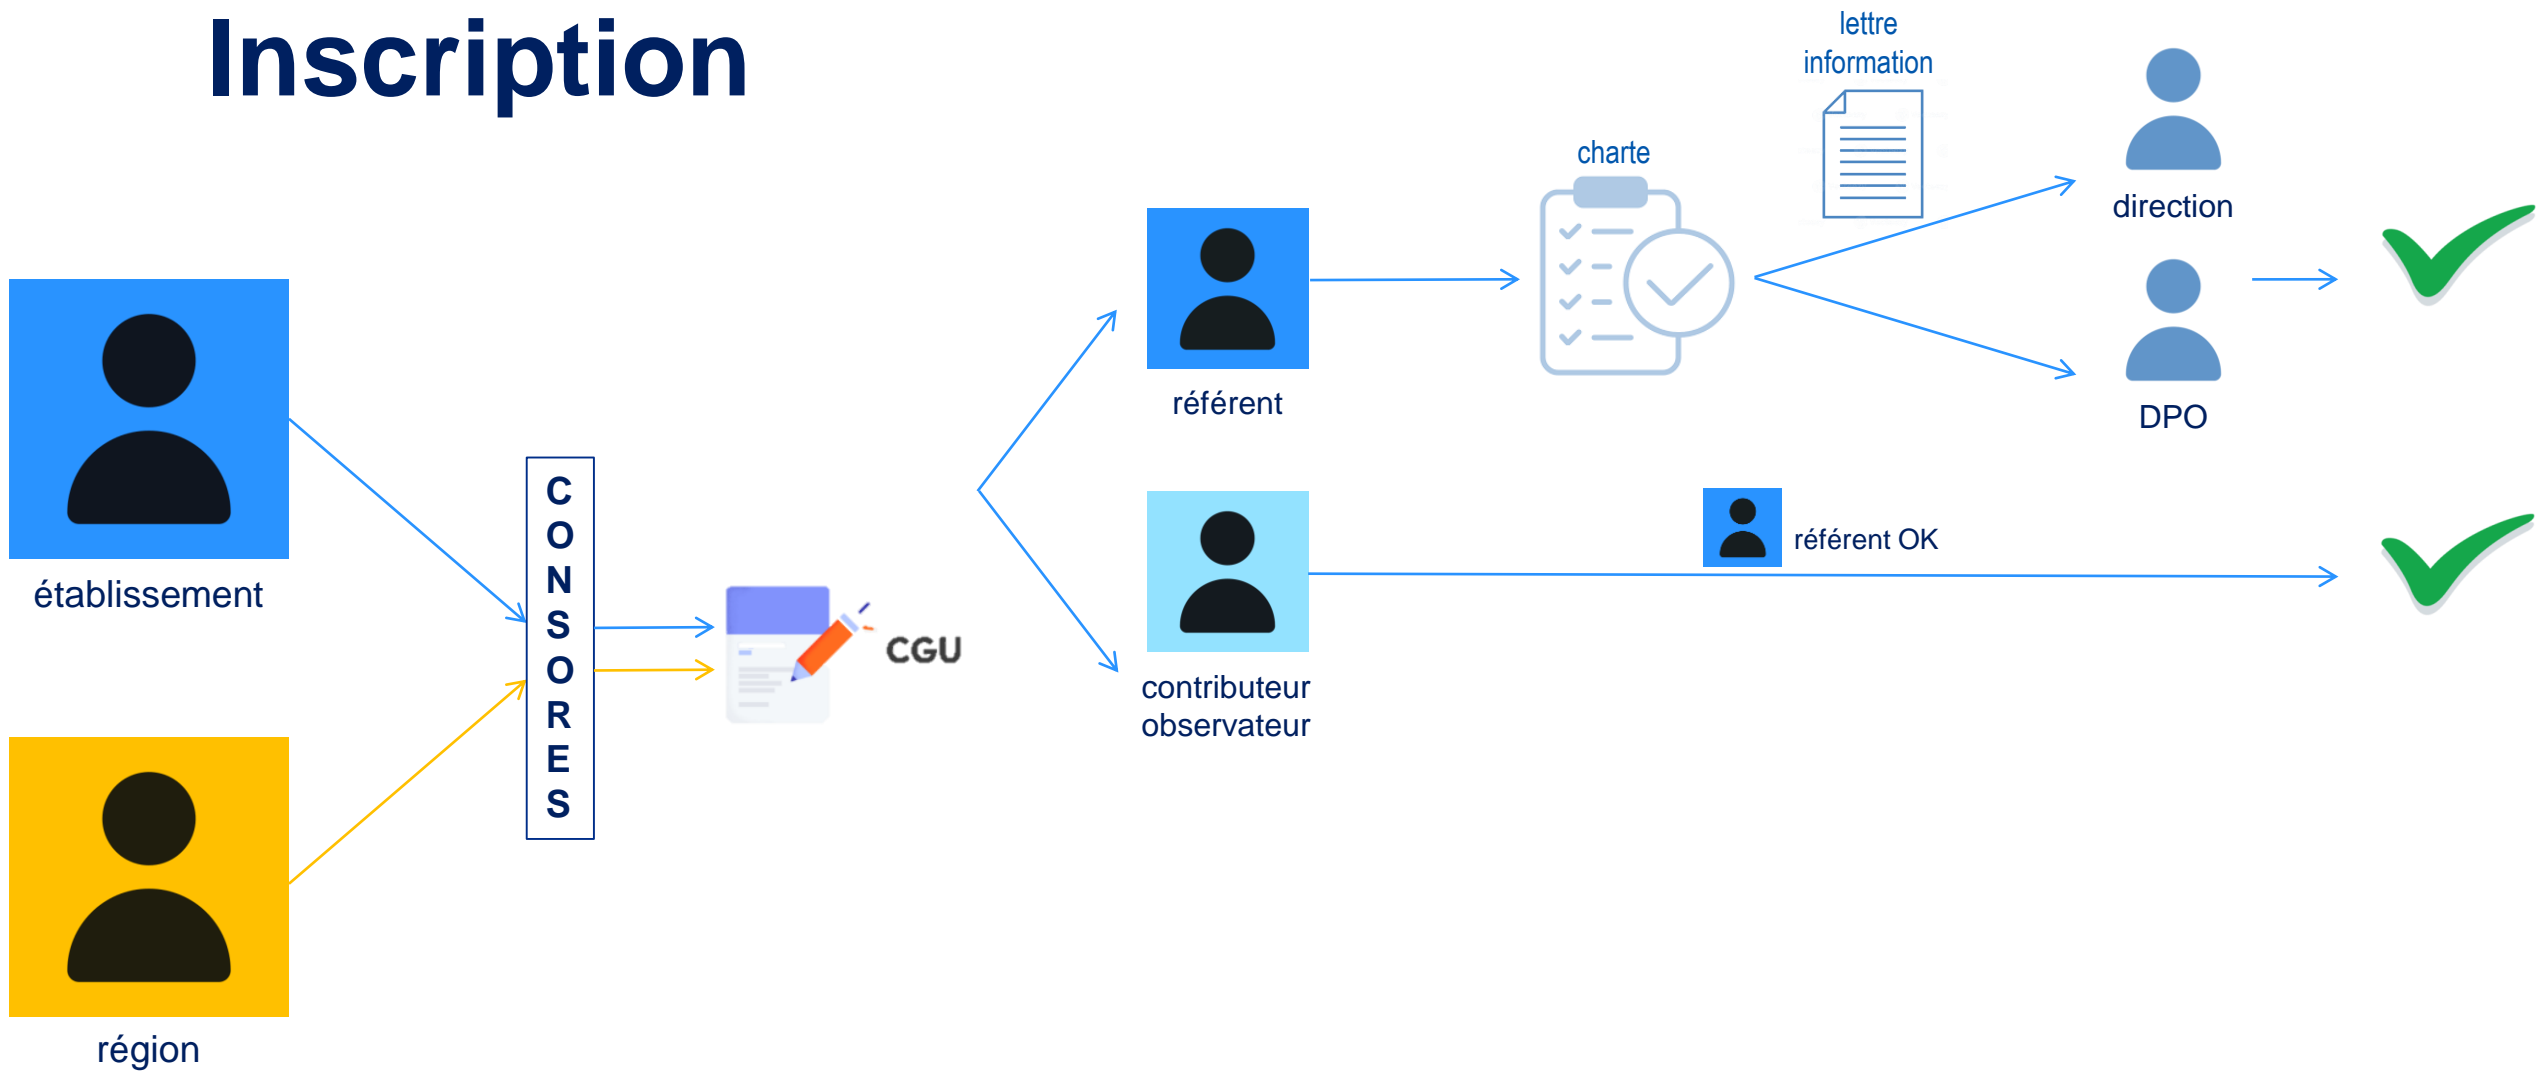 Inscription
lettre
information
charte
direction
référent
DPO
référent OK
établissement
C
O
N
S
O
R
E
S
CGU
contributeur
observateur
région